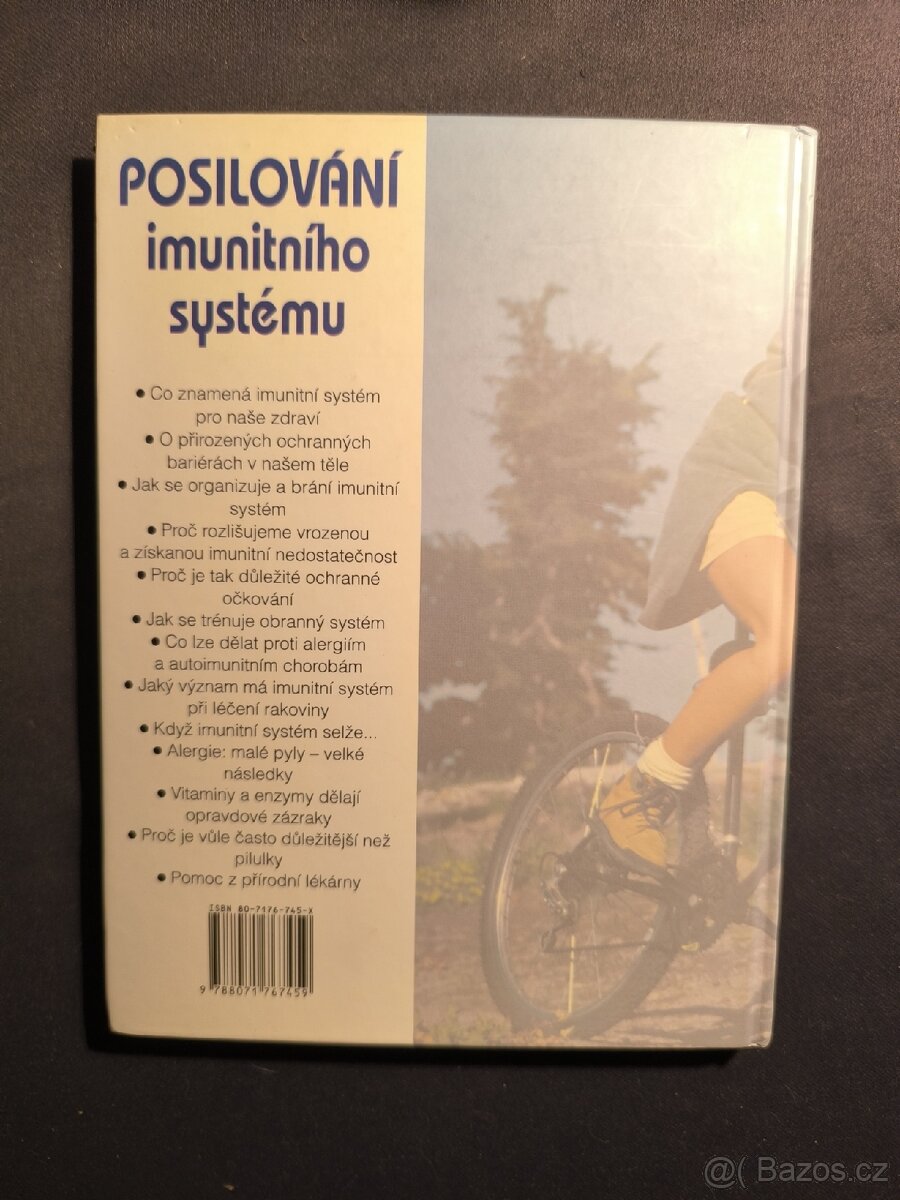 POSILOVÁNÍ
imunitního
systému
• Co znamená imunitní systém
pro naše zdraví
• O přirozených ochranných
bariérách v našem těle
• Jak se organizuje a brání imunitní
systém
• Proč rozlišujeme vrozenou
a získanou imunitní nedostatečnost
• Proč je tak důležité ochranné
očkování
• Jak se trénuje obranný systém
• Co lze dělat proti alergiím
a autoimunitním chorobám
• Jaký význam má imunitní systém
při léčení rakoviny
• Když imunitní systém selže...
• Alergie: malé pyly – velké
následky
• Vitaminy a enzymy dělají
opravdové zázraky
• Proč je vůle často důležitější než
pilulky
• Pomoc z přírodní lékárny
ISBN 80-7176-745-X
9 788071 767459
@( Bazos.cz